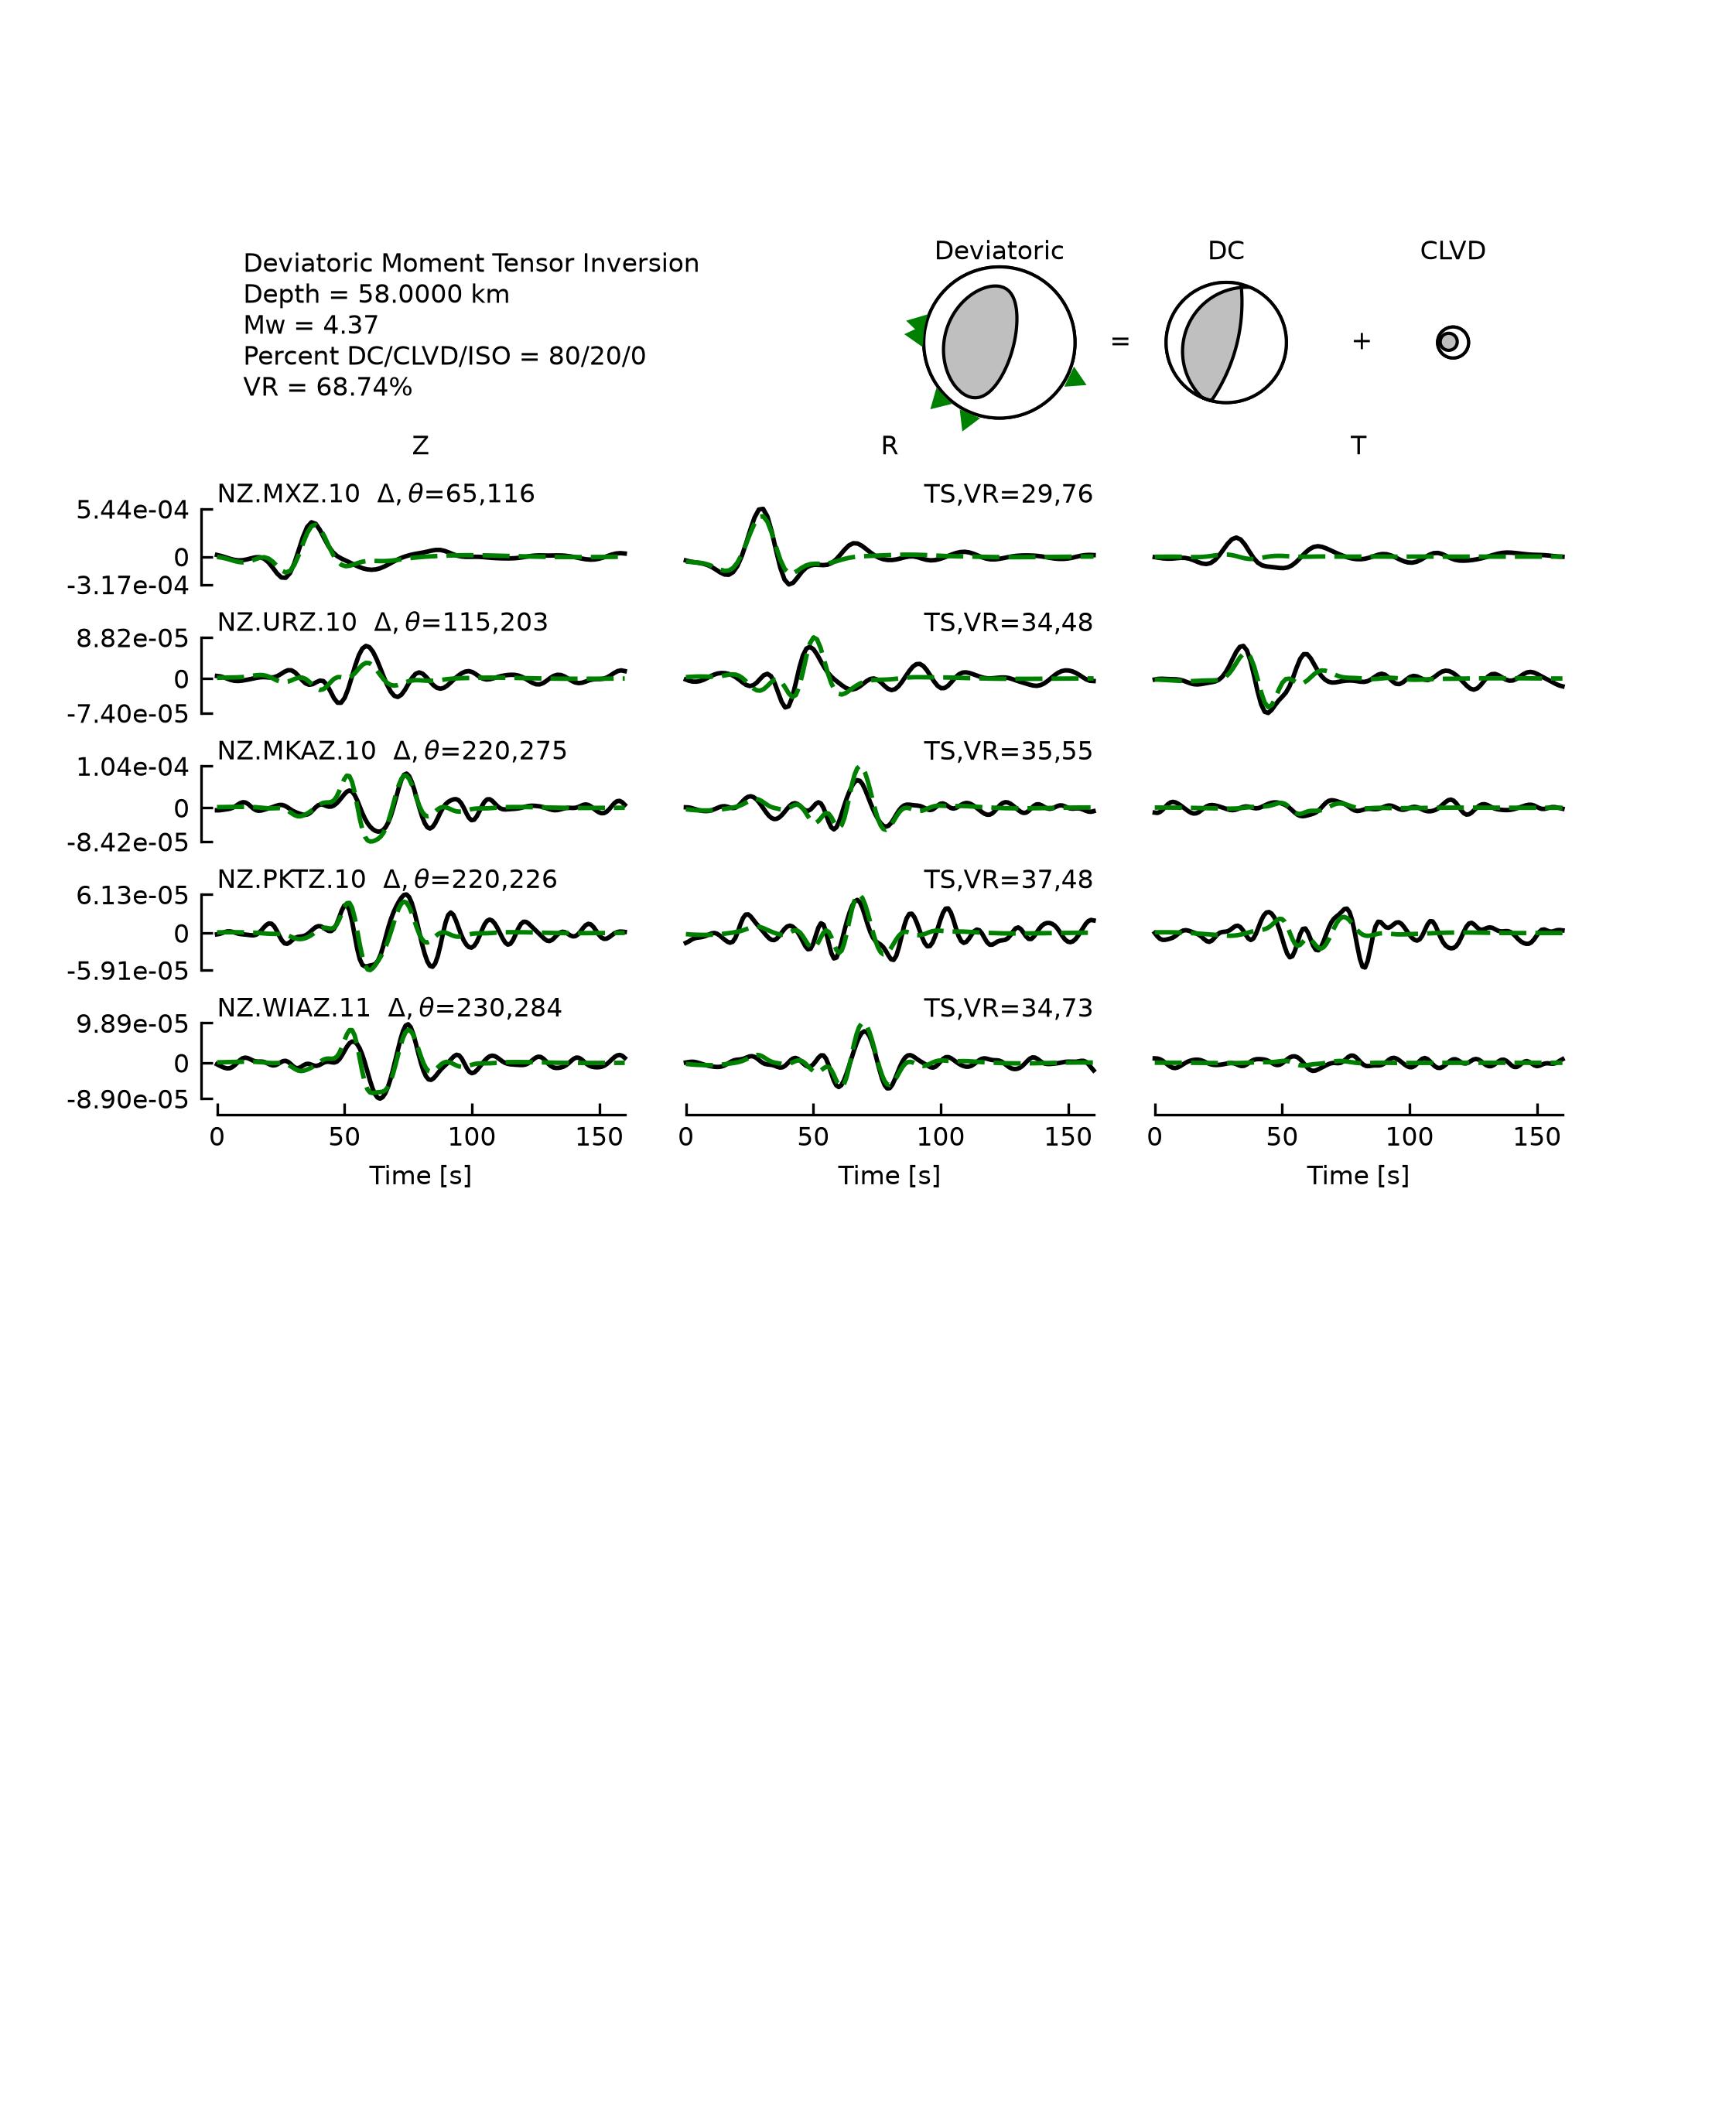 Deviatoric Moment Tensor Inversion
Depth = 58.0000 km
Mw = 4.37
Percent DC/CLVD/ISO = 80/20/0
VR = 68.74%
Deviatoric
DC
CLVD
=
+
Z
R
T
NZ.MXZ.10 Δ,θ=65,116
TS,VR=29,76
5.44e-04
0
-3.17e-04
NZ.URZ.10 Δ,θ=115,203
TS,VR=34,48
8.82e-05
0
-7.40e-05
NZ.MKAZ.10 Δ,θ=220,275
TS,VR=35,55
1.04e-04
0
-8.42e-05
NZ.PKTZ.10 Δ,θ=220,226
TS,VR=37,48
6.13e-05
0
-5.91e-05
NZ.WIAZ.11 Δ,θ=230,284
TS,VR=34,73
9.89e-05
0
-8.90e-05
0 50 100 150
0 50 100 150
0 50 100 150
Time [s]
Time [s]
Time [s]